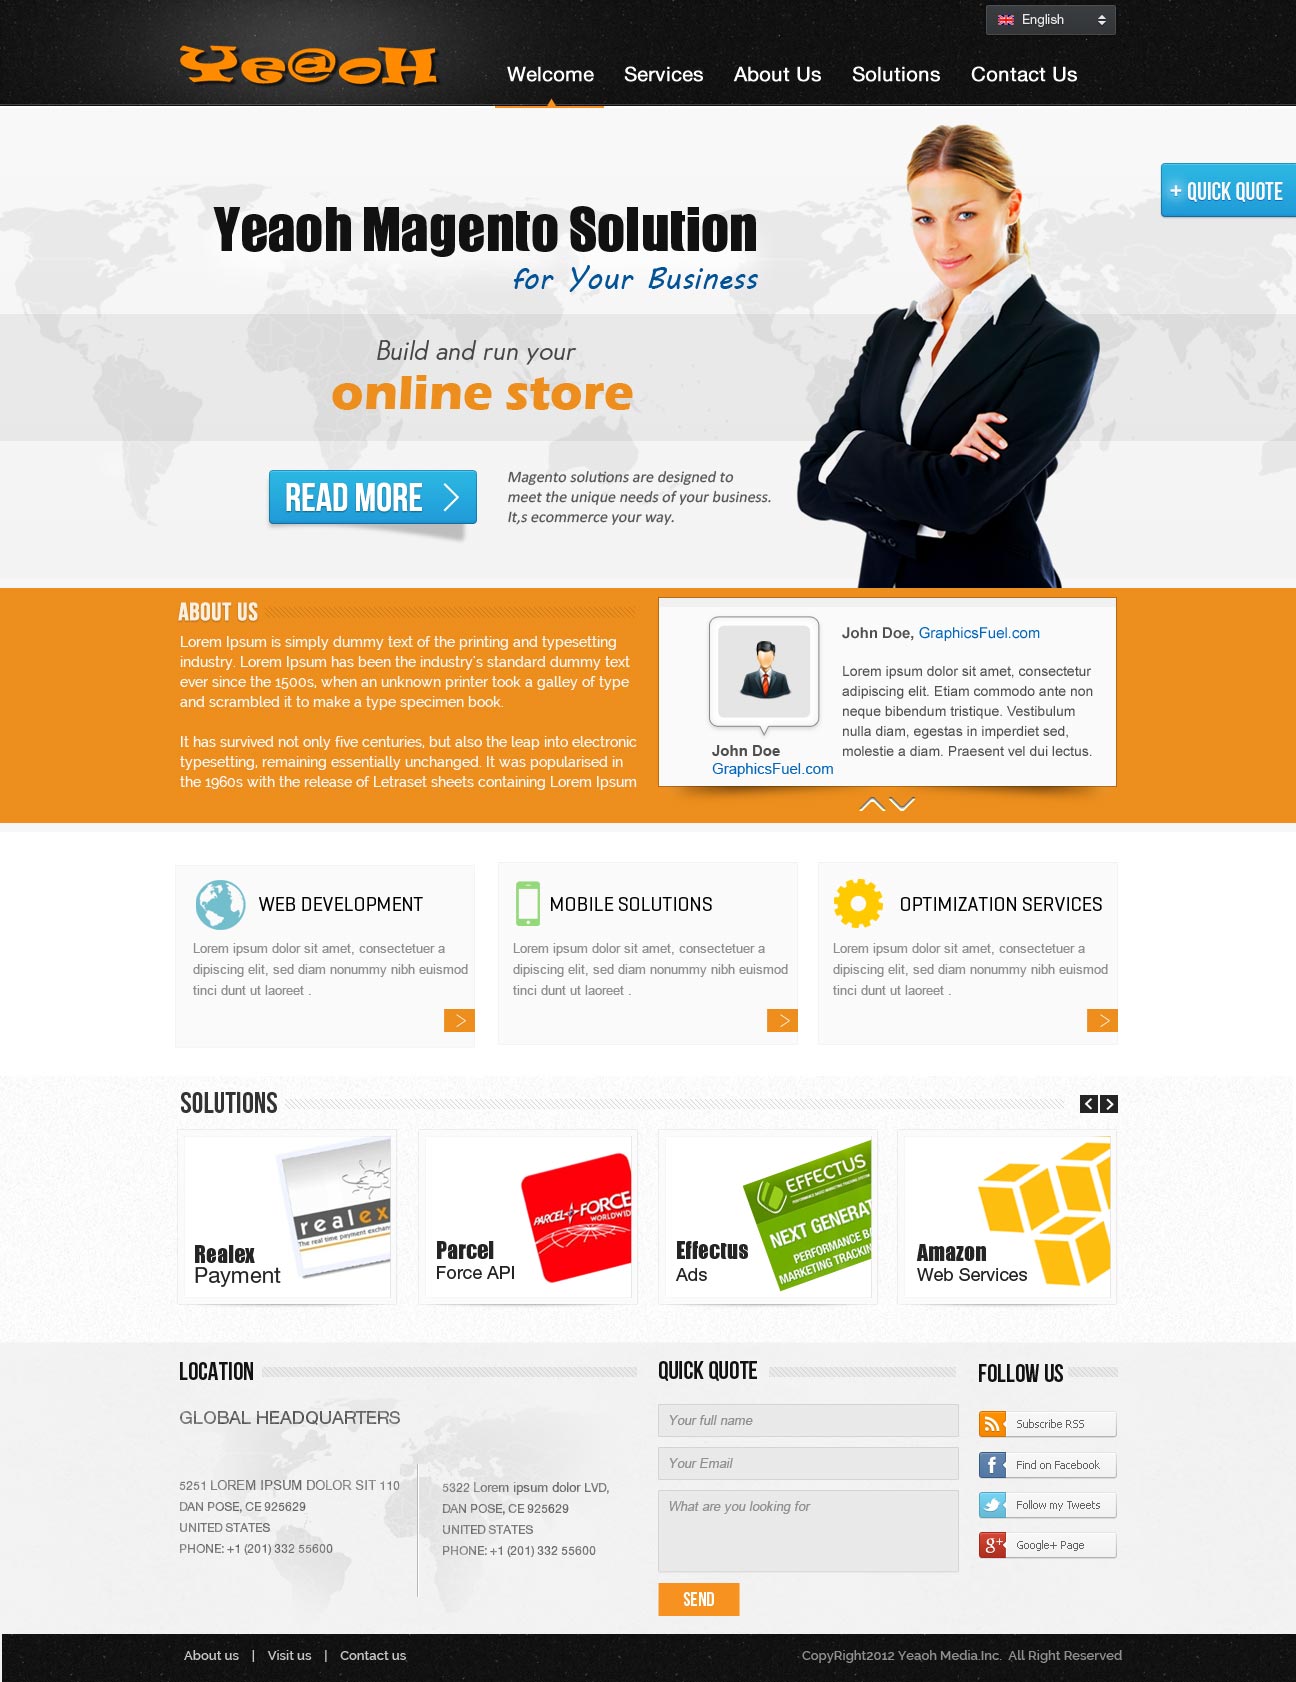 English
Ye@oH
Welcome Services About Us Solutions Contact Us
+ QUICK QUOTE
Yeaoh Magento Solution
for Your Business
Build and run your
online store
READ MORE
Magento solutions are designed to
meet the unique needs of your business.
It,s ecommerce your way.
ABOUT US
Lorem Ipsum is simply dummy text of the printing and typesetting
industry. Lorem Ipsum has been the industry's standard dummy text
ever since the 1500s, when an unknown printer took a galley of type
and scrambled it to make a type specimen book.
It has survived not only five centuries, but also the leap into electronic
typesetting, remaining essentially unchanged. It was popularised in
the 1960s with the release of Letraset sheets containing Lorem Ipsum
John Doe
GraphicsFuel.com
John Doe, GraphicsFuel.com
Lorem ipsum dolor sit amet, consectetur
adipiscing elit. Etiam commodo ante non
neque bibendum tristique. Vestibulum
nulla diam, egestas in imperdiet sed,
molestie a diam. Praesent vel dui lectus.
WEB DEVELOPMENT
Lorem ipsum dolor sit amet, consectetuer a
dipiscing elit, sed diam nonummy nibh euismod
tinci dunt ut laoreet .
MOBILE SOLUTIONS
Lorem ipsum dolor sit amet, consectetuer a
dipiscing elit, sed diam nonummy nibh euismod
tinci dunt ut laoreet .
OPTIMIZATION SERVICES
Lorem ipsum dolor sit amet, consectetuer a
dipiscing elit, sed diam nonummy nibh euismod
tinci dunt ut laoreet .
SOLUTIONS
realex
The real time payment exchan
Realex
Payment
PARCEL FORCE
WORLDWID
Parcel
Force API
EFFECTUS
NEXT GENERAT
PERFORMANCE BA
MARKETING TRACKIN
Effectus
Ads
Amazon
Web Services
LOCATION
GLOBAL HEADQUARTERS
5251 LOREM IPSUM DOLOR SIT 110
DAN POSE, CE 925629
UNITED STATES
PHONE: +1 (201) 332 55600
5322 Lorem ipsum dolor LVD,
DAN POSE, CE 925629
UNITED STATES
PHONE: +1 (201) 332 55600
QUICK QUOTE
Your full name
Your Email
What are you looking for
SEND
FOLLOW US
Subscribe RSS
f Find on Facebook
Follow my Tweets
g+ Google+ Page
About us | Visit us | Contact us
CopyRight2012 Yeaoh Media.Inc. All Right Reserved